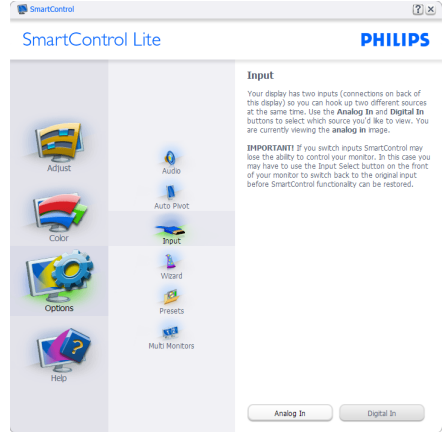 SmartControl
SmartControl Lite
PHILIPS
Adjust
Color
Options
Help
Audio
Auto Pivot
Input
Wizard
Presets
Multi Monitors
Input
Your display has two inputs (connections on back of
this display) so you can hook up two different sources
at the same time. Use the Analog In and Digital In
buttons to select which source you'd like to view. You
are currently viewing the analog in image.
IMPORTANT! If you switch inputs SmartControl may
lose the ability to control your monitor. In this case you
may have to use the Input Select button on the front
of your monitor to switch back to the original input
before SmartControl functionality can be restored.
Analog In
Digital In